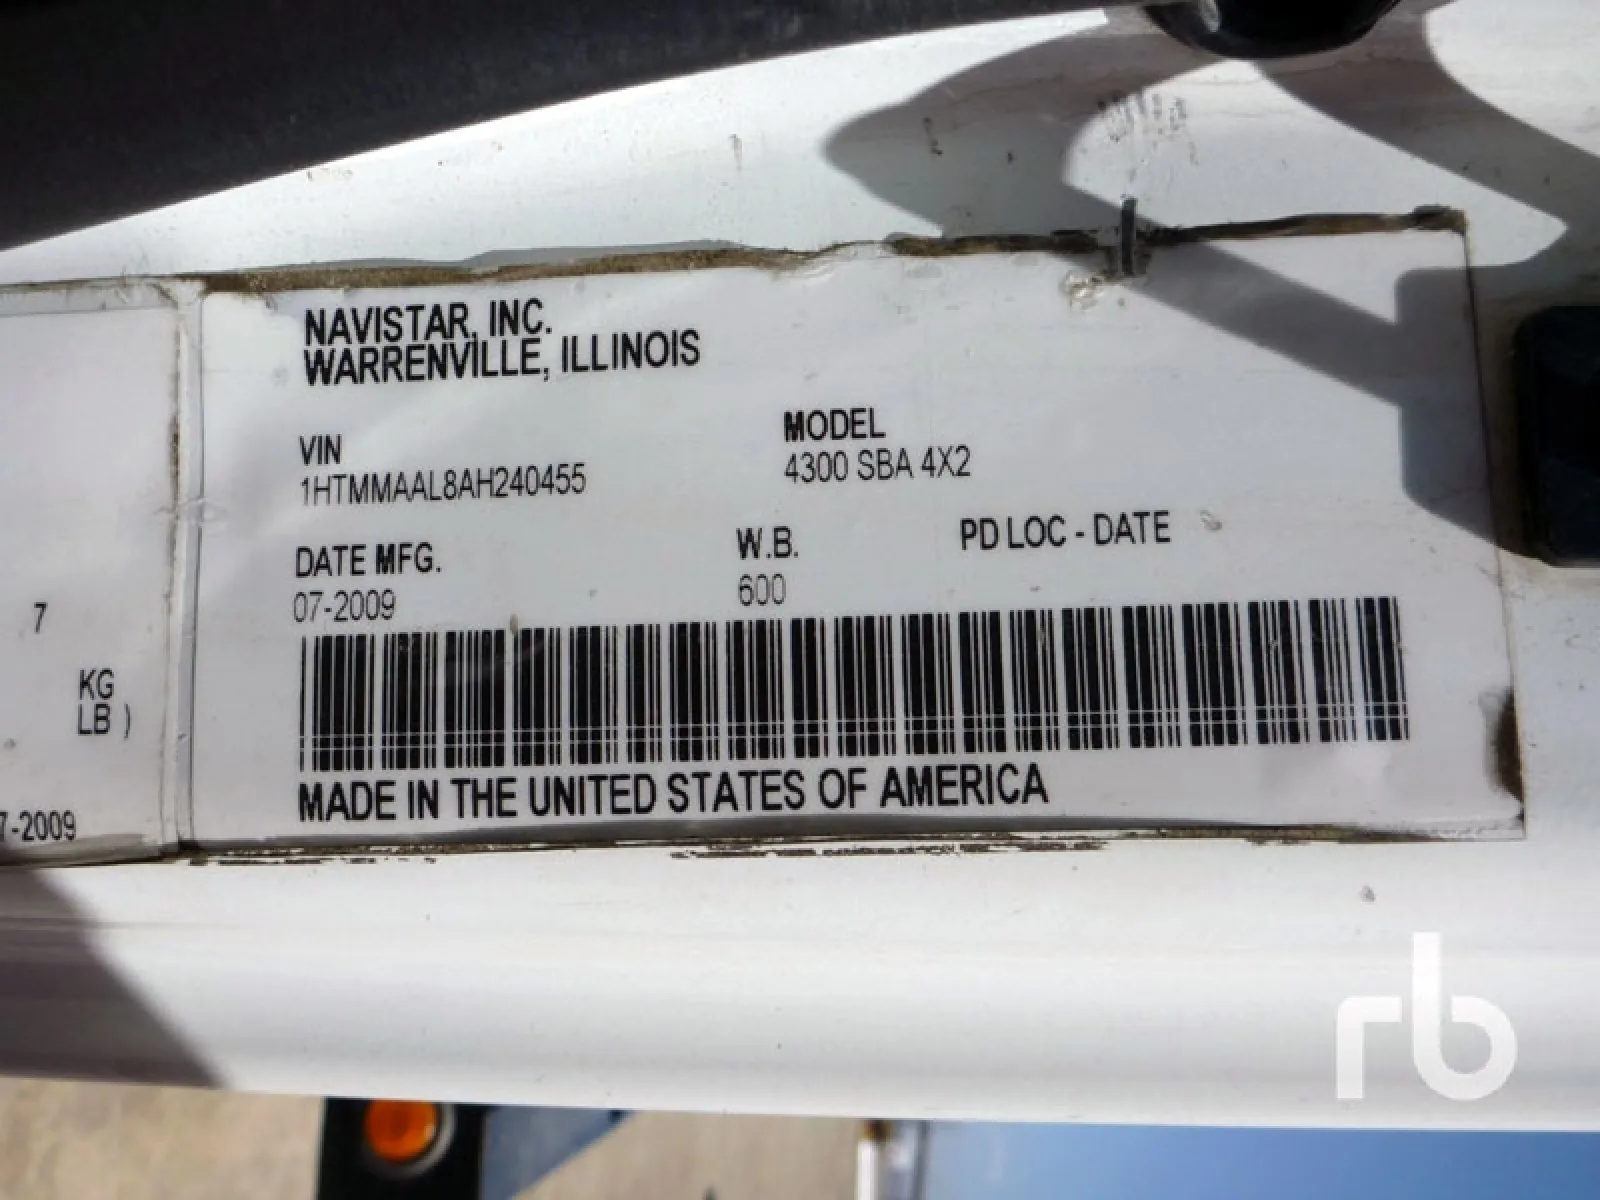 NAVISTAR, INC.
WARRENVILLE, ILLINOIS
VIN
1HTMMAAL8AH240455
MODEL
4300 SBA 4X2
DATE MFG.
07-2009
W.B.
600
PD LOC - DATE
MADE IN THE UNITED STATES OF AMERICA
7
KG
LB )
7-2009
rb